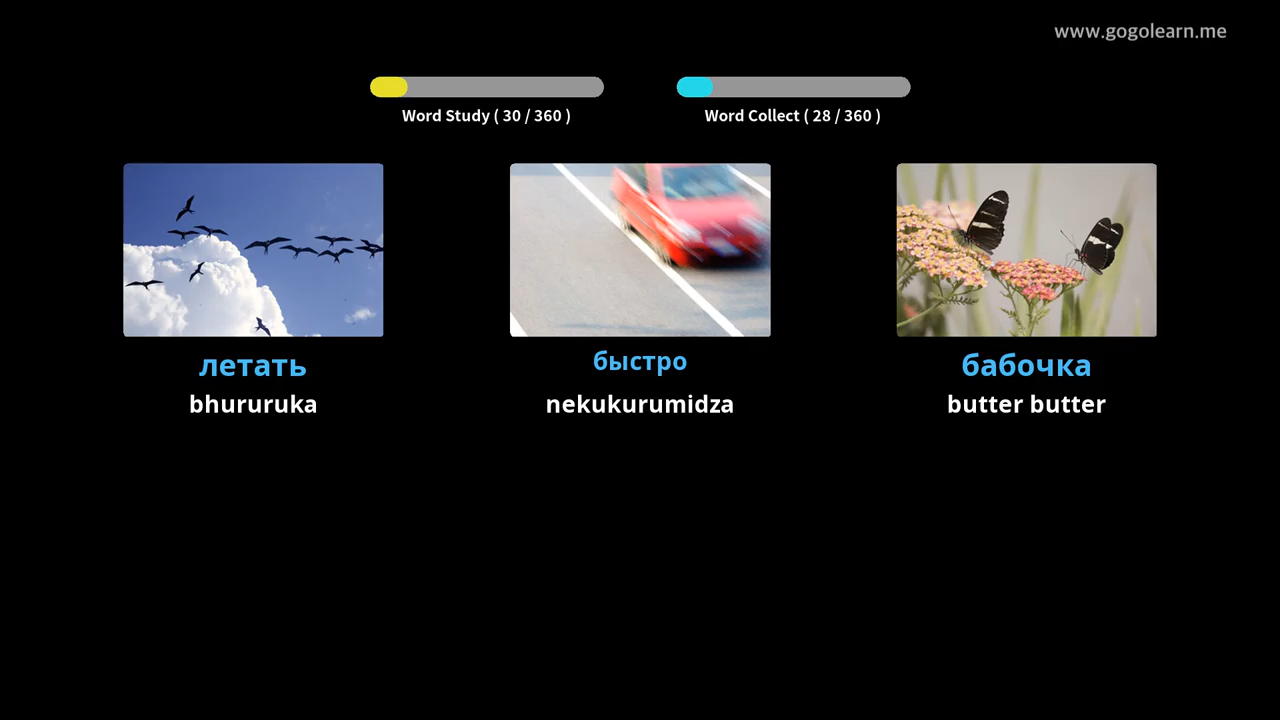 www.gogolearn.me
Word Study ( 30 / 360 )
Word Collect ( 28 / 360 )
летать
bhururuka
быстро
nekukurumidza
бабочка
butter butter